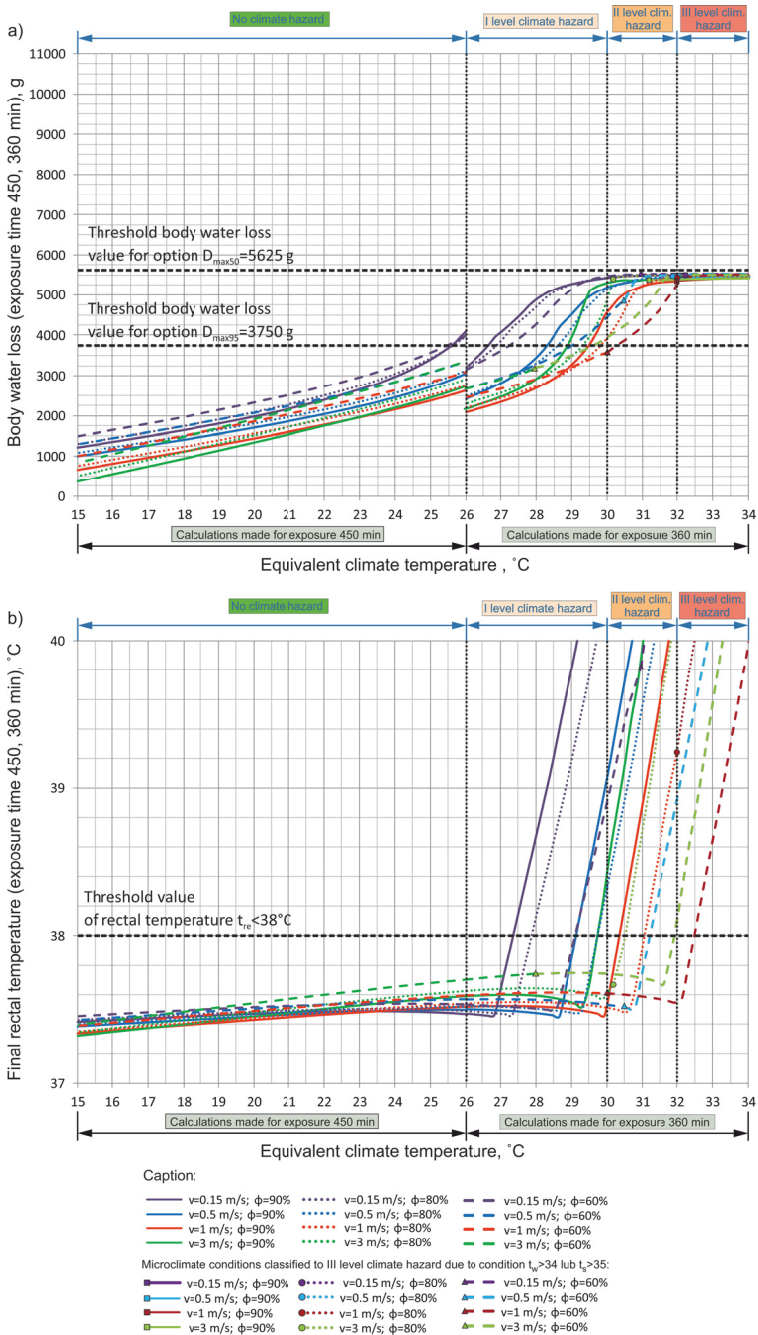 a)
No climate hazard
I level climate hazard
II level clim. hazard
III level clim. hazard
11000
10000
9000
8000
7000
6000
5000
4000
3000
2000
1000
0
Body water loss (exposure time 450, 360 min), g
Threshold body water loss
value for option Dmax50=5625 g
Threshold body water loss
value for option Dmax95=3750 g
15 16 17 18 19 20 21 22 23 24 25 26 27 28 29 30 31 32 33 34
Calculations made for exposure 450 min
Calculations made for exposue 360 min
Equivalent climate temperature , ˚C
b)
No climate hazard
I level climate hazard
II level clim. hazard
III level clim. hazard
40
39
38
37
Final rectal temperature (exposure time 450, 360 min), ˚C
Threshold value
of rectal temperature tre<38°C
15 16 17 18 19 20 21 22 23 24 25 26 27 28 29 30 31 32 33 34
Calculations made for exposure 450 min
Calculations made for exposure 360 min
Equivalent climate temperature, ˚C
Caption:
v=0.15 m/s; ϕ=90% v=0.15 m/s; ϕ=80% v=0.15 m/s; ϕ=60%
v=0.5 m/s; ϕ=90% v=0.5 m/s; ϕ=80% v=0.5 m/s; ϕ=60%
v=1 m/s; ϕ=90% v=1 m/s; ϕ=80% v=1 m/s; ϕ=60%
v=3 m/s; ϕ=90% v=3 m/s; ϕ=80% v=3 m/s; ϕ=60%
Microclimate conditions classified to III level climate hazard due to condition tw>34 lub ts>35:
v=0.15 m/s; ϕ=90% v=0.15 m/s; ϕ=80% v=0.15 m/s; ϕ=60%
v=0.5 m/s; ϕ=90% v=0.5 m/s; ϕ=80% v=0.5 m/s; ϕ=60%
v=1 m/s; ϕ=90% v=1 m/s; ϕ=80% v=1 m/s; ϕ=60%
v=3 m/s; ϕ=90% v=3 m/s; ϕ=80% v=3 m/s; ϕ=60%